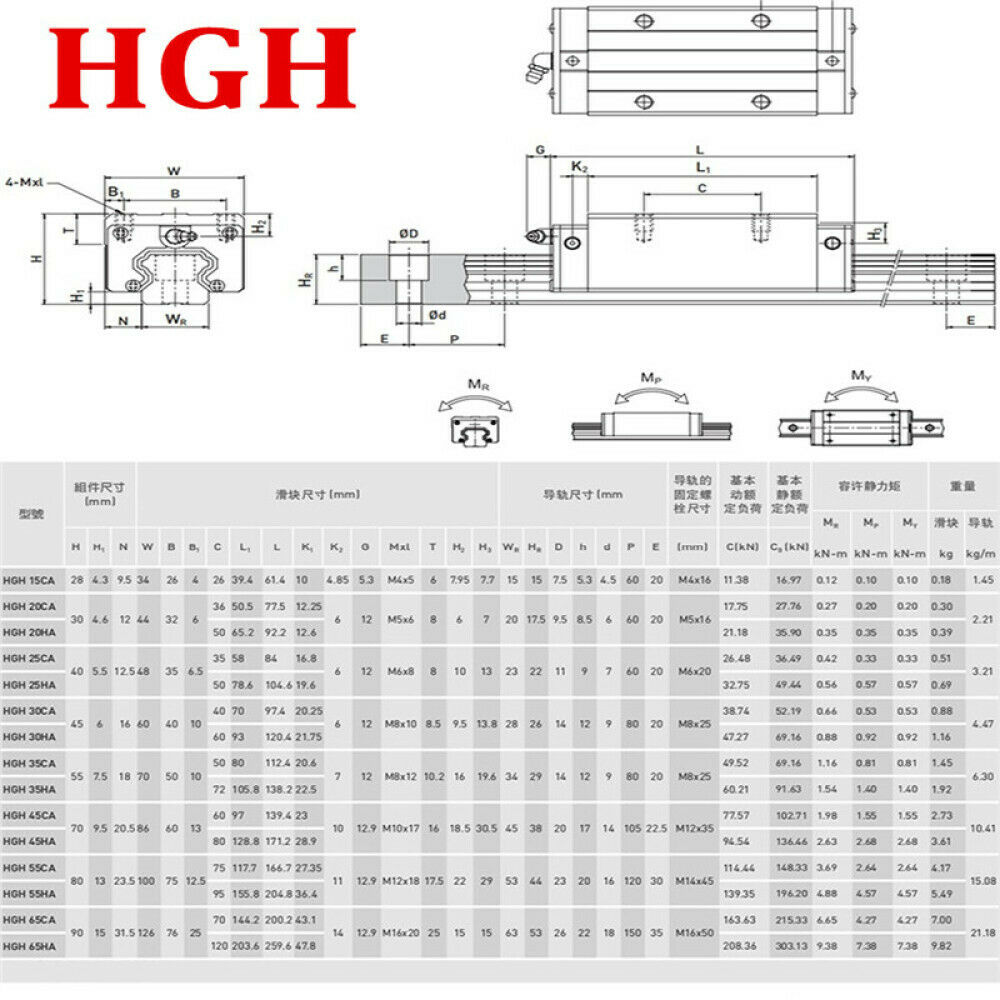 HGH
G
L
K₂
L₁
C
W
4-Mxl
B₁
B
T
H₂
H
H₁
N
W_R
ØD
h
H_R
Ød
E
P
H₃
E
M_R
M_P
M_Y
型號
組件尺寸 (mm)
滑块尺寸 (mm)
导轨尺寸 (mm
导轨的固定螺栓尺寸
基本动额定负荷
基本静额定负荷
容许静力矩
重量
M_R M_P M_Y 滑块 导轨
H H₁ N W B B₁ C L₁ L K₁ K₂ G Mxl T H₂ H₃ W_R H_R D h d P E (mm) C(kN) C₀ (kN) kN-m kN-m kN-m kg kg/m
HGH 15CA 28 4.3 9.5 34 26 4 26 39.4 61.4 10 4.85 5.3 M4x5 6 7.95 7.7 15 15 7.5 5.3 4.5 60 20 M4x16 11.38 16.97 0.12 0.10 0.10 0.18 1.45
HGH 20CA 36 50.5 77.5 12.25 17.75 27.76 0.27 0.20 0.20 0.30
30 4.6 12 44 32 6 6 12 M5x6 8 6 7 20 17.5 9.5 8.5 6 60 20 M5x16 2.21
HGH 20HA 50 65.2 92.2 12.6 21.18 35.90 0.35 0.35 0.35 0.39
HGH 25CA 35 58 84 16.8 26.48 36.49 0.42 0.33 0.33 0.51
40 5.5 12.5 48 35 6.5 6 12 M6x8 8 10 13 23 22 11 9 7 60 20 M6x20 3.21
HGH 25HA 50 78.6 104.6 19.6 32.75 49.44 0.56 0.57 0.57 0.69
HGH 30CA 40 70 97.4 20.25 38.74 52.19 0.66 0.53 0.53 0.88
45 6 16 60 40 10 6 12 M8x10 8.5 9.5 13.8 28 26 14 12 9 80 20 M8x25 4.47
HGH 30HA 60 93 120.4 21.75 47.27 69.16 0.88 0.92 0.92 1.16
HGH 35CA 50 80 112.4 20.6 49.52 69.16 1.16 0.81 0.81 1.45
55 7.5 18 70 50 10 7 12 M8x12 10.2 16 19.6 34 29 14 12 9 80 20 M8x25 6.30
HGH 35HA 72 105.8 138.2 22.5 60.21 91.63 1.54 1.40 1.40 1.92
HGH 45CA 60 97 139.4 23 77.57 102.71 1.98 1.55 1.55 2.73
70 9.5 20.5 86 60 13 10 12.9 M10x17 16 18.5 30.5 45 38 20 17 14 105 22.5 M12x35 10.41
HGH 45HA 80 128.8 171.2 28.9 94.54 136.46 2.63 2.68 2.68 3.61
HGH 55CA 75 117.7 166.7 27.35 114.44 148.33 3.69 2.64 2.64 4.17
80 13 23.5 100 75 12.5 11 12.9 M12x18 17.5 22 29 53 44 23 20 16 120 30 M14x45 15.08
HGH 55HA 95 155.8 204.8 36.4 139.35 196.20 4.88 4.57 4.57 5.49
HGH 65CA 70 144.2 200.2 43.1 163.63 215.33 6.65 4.27 4.27 7.00
90 15 31.5 126 76 25 14 12.9 M16x20 25 15 15 63 53 26 22 18 150 35 M16x50 21.18
HGH 65HA 120 203.6 259.6 47.8 208.36 303.13 9.38 7.38 7.38 9.82